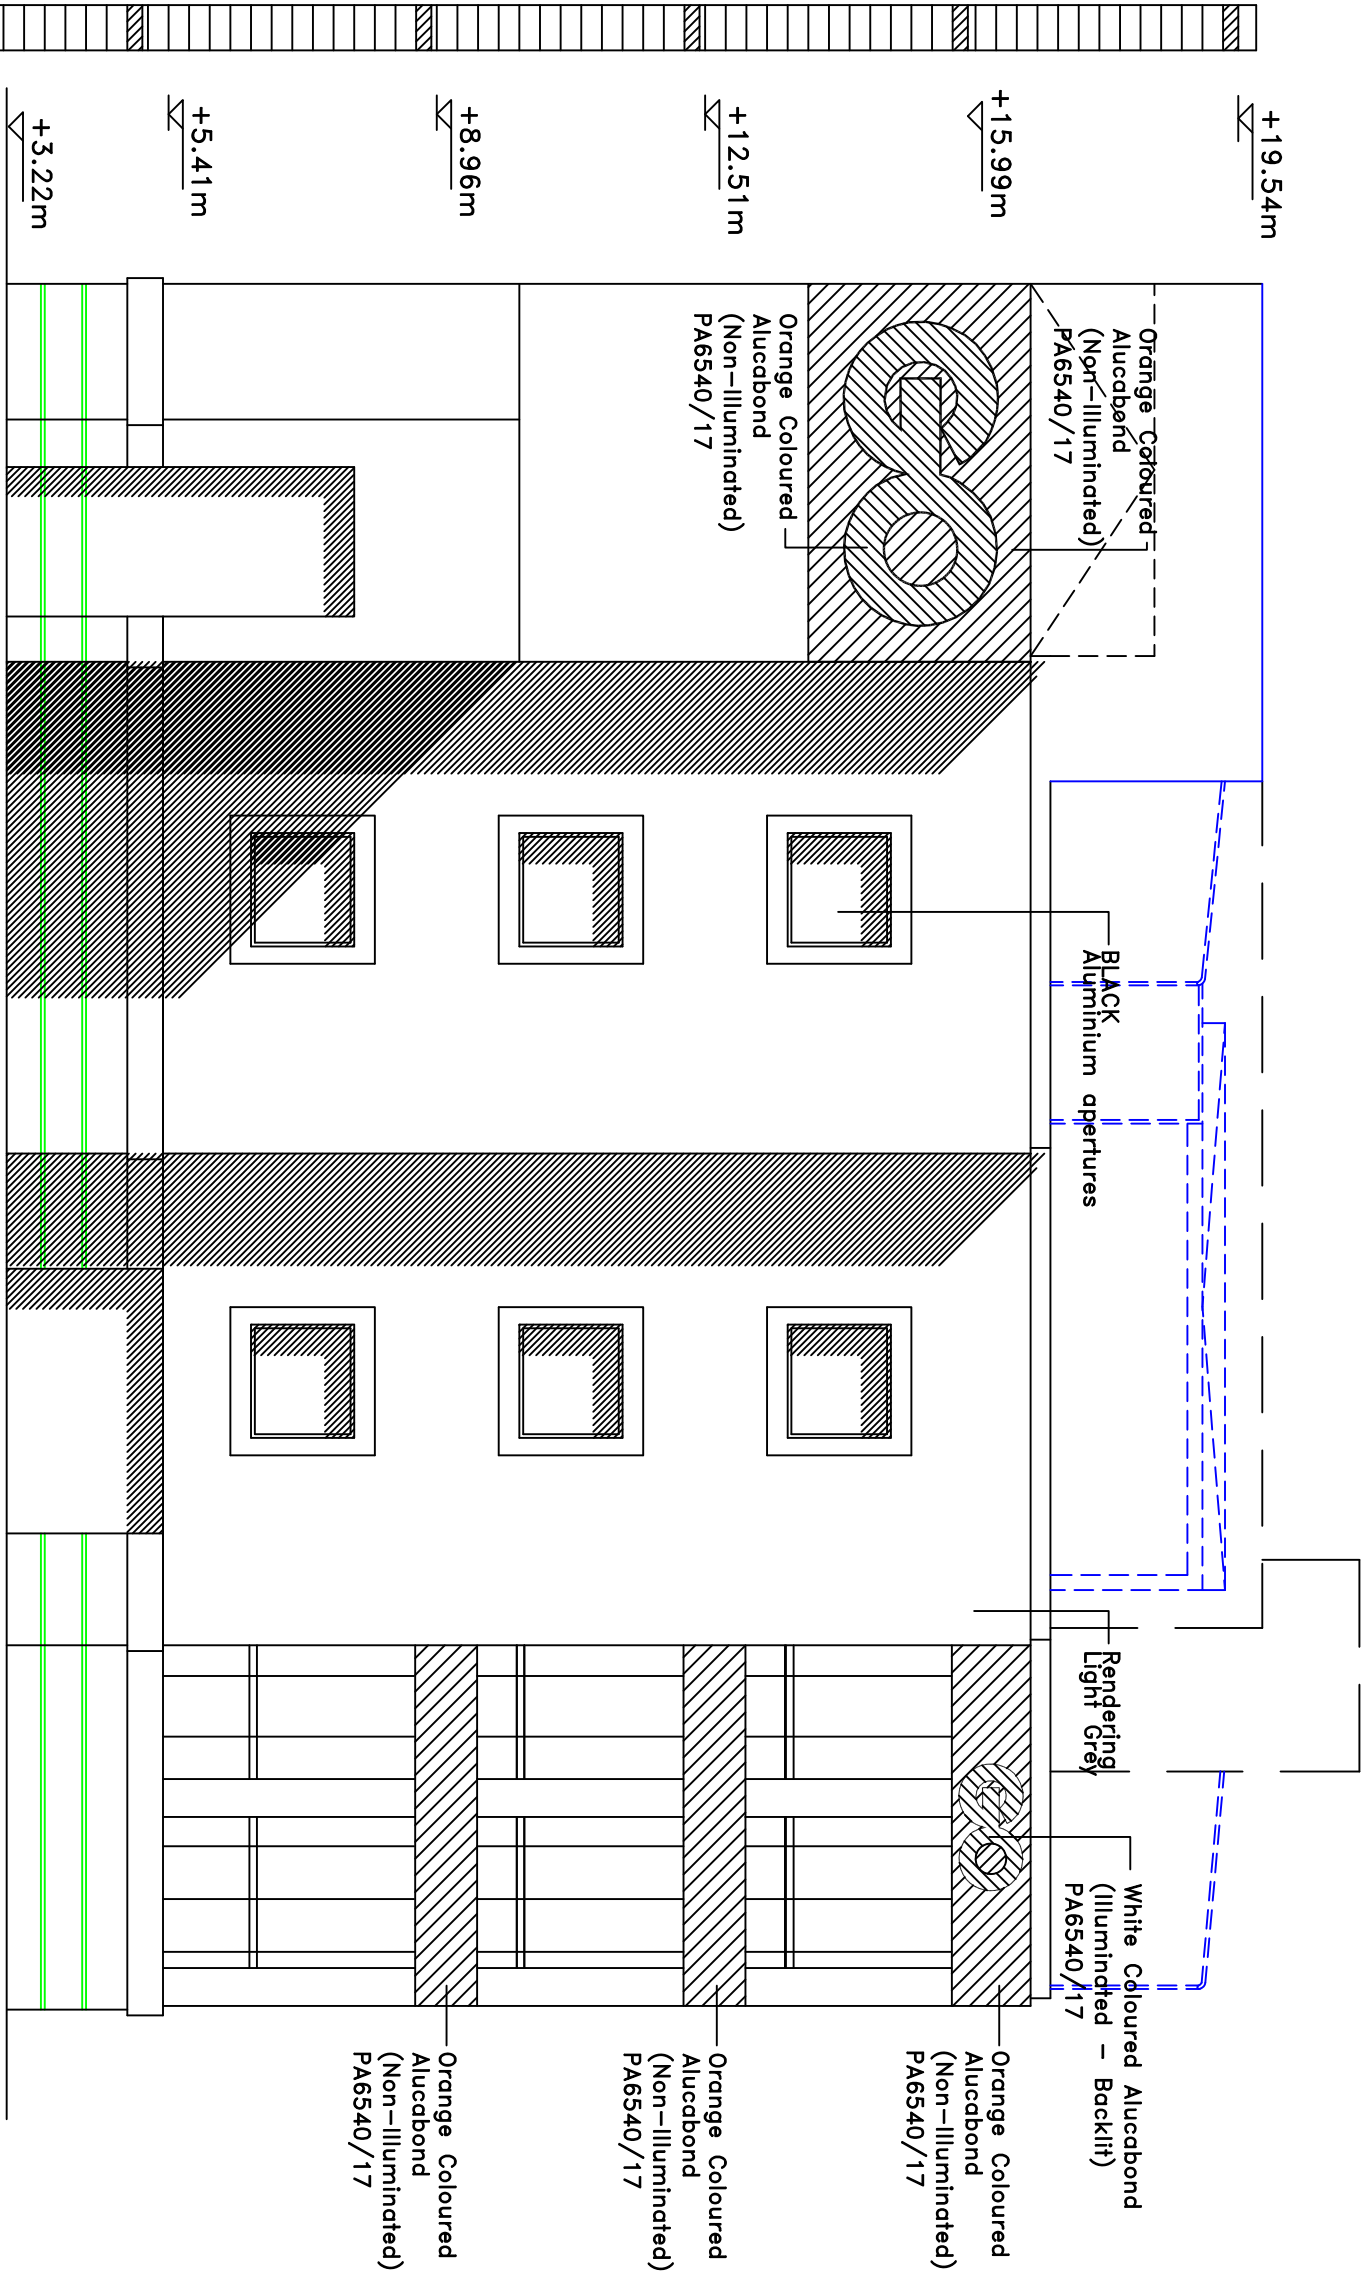 +19.54m
+15.99m
+12.51m
+8.96m
+5.41m
+3.22m
Orange Coloured
Alucabond
(Non-Illuminated)
PA6540/17
Orange Coloured
Alucabond
(Non-Illuminated)
PA6540/17
BLACK
Aluminium apertures
Rendering
Light Grey
White Coloured Alucabond
(Illuminated - Backlit)
PA6540/17
Orange Coloured
Alucabond
(Non-Illuminated)
PA6540/17
Orange Coloured
Alucabond
(Non-Illuminated)
PA6540/17
Orange Coloured
Alucabond
(Non-Illuminated)
PA6540/17